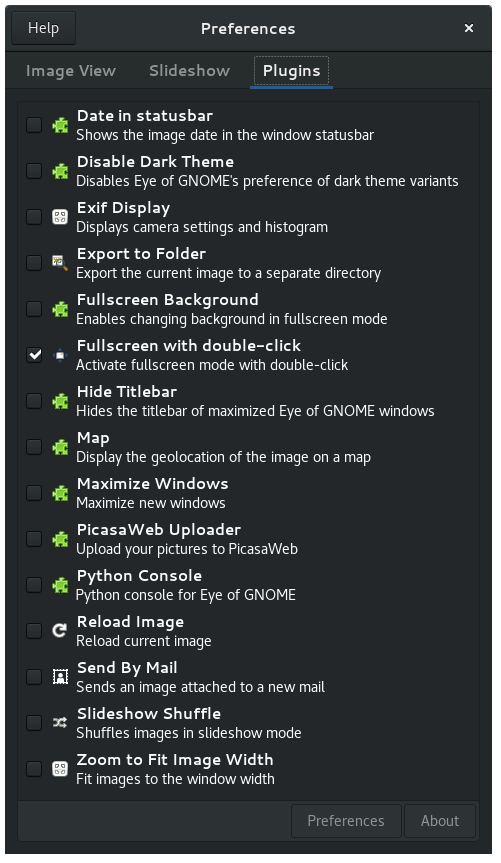 Help
Preferences
Image View
Slideshow
Plugins
Date in statusbar
Shows the image date in the window statusbar
Disable Dark Theme
Disables Eye of GNOME's preference of dark theme variants
Exif Display
Displays camera settings and histogram
Export to Folder
Export the current image to a separate directory
Fullscreen Background
Enables changing background in fullscreen mode
Fullscreen with double-click
Activate fullscreen mode with double-click
Hide Titlebar
Hides the titlebar of maximized Eye of GNOME windows
Map
Display the geolocation of the image on a map
Maximize Windows
Maximize new windows
PicasaWeb Uploader
Upload your pictures to PicasaWeb
Python Console
Python console for Eye of GNOME
Reload Image
Reload current image
Send By Mail
Sends an image attached to a new mail
Slideshow Shuffle
Shuffles images in slideshow mode
Zoom to Fit Image Width
Fit images to the window width
Preferences
About